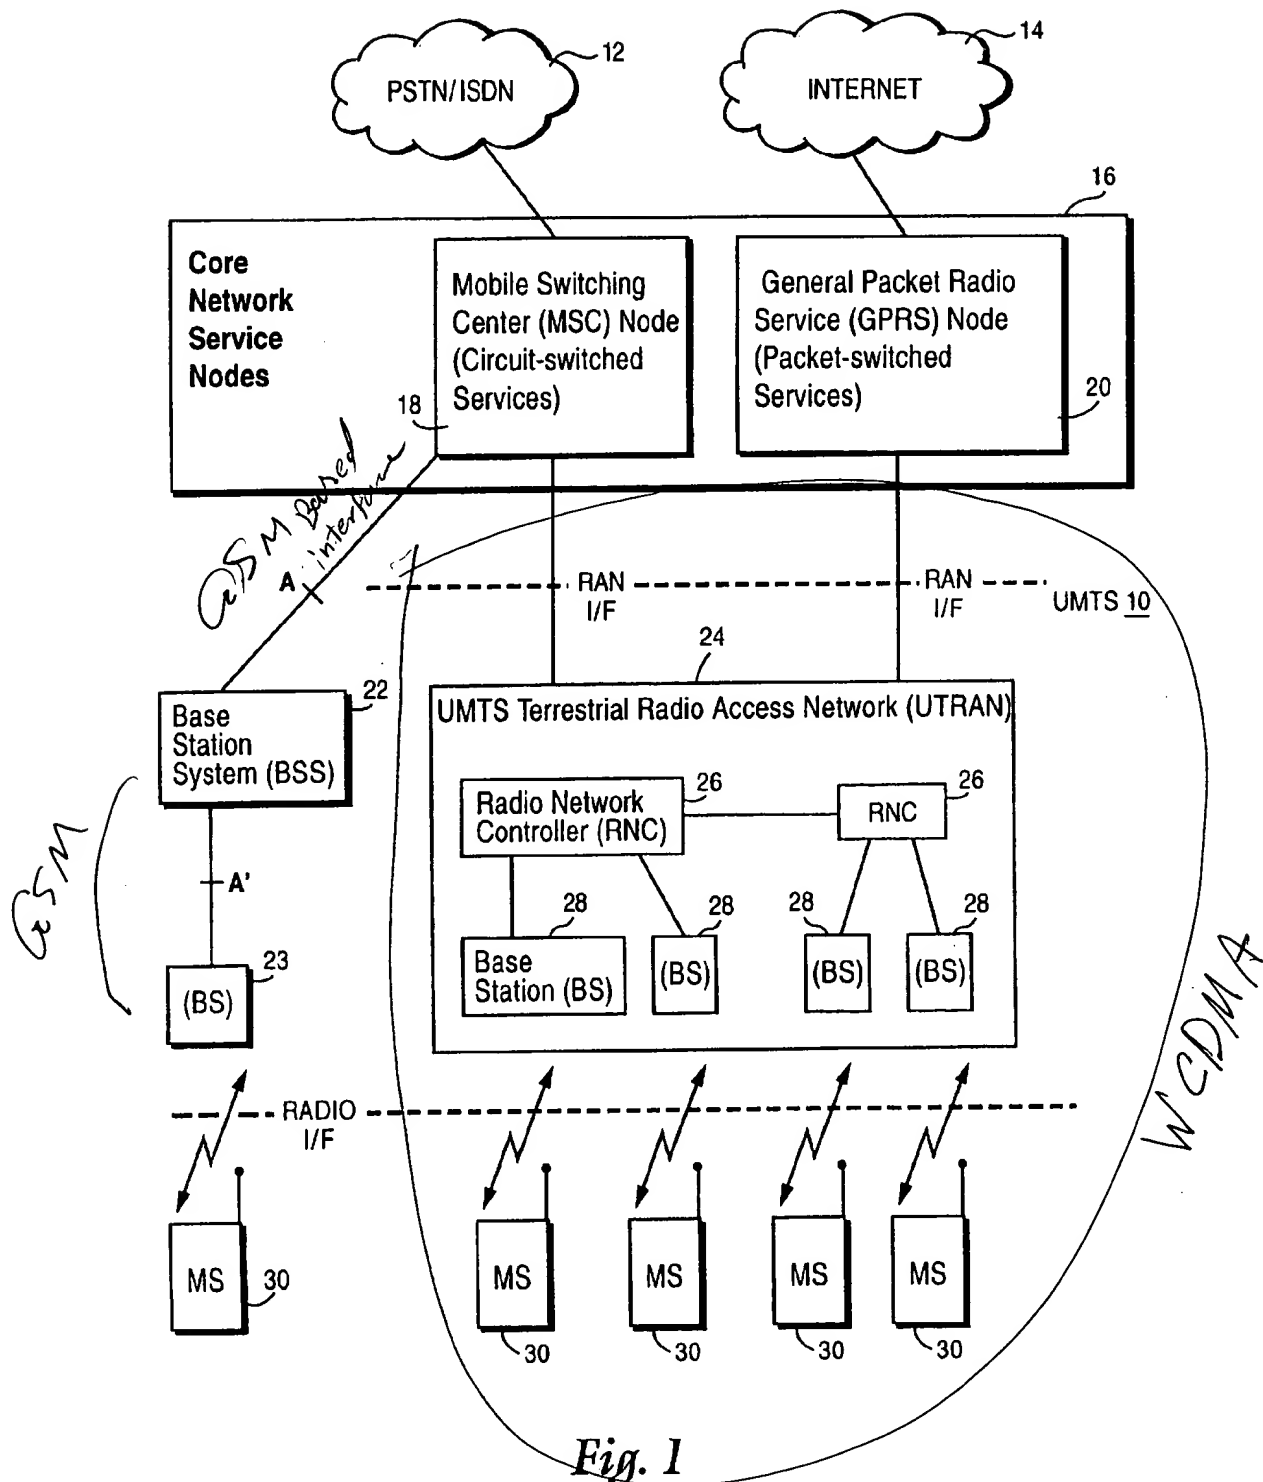 12
14
PSTN/ISDN
INTERNET
16
Core
Network
Service
Nodes
Mobile Switching
Center (MSC) Node
(Circuit-switched
Services)
18
General Packet Radio
Service (GPRS) Node
(Packet-switched
Services)
20
GSM Based
interface
A
RAN
I/F
RAN
I/F
UMTS 10
22
Base
Station
System (BSS)
24
UMTS Terrestrial Radio Access Network (UTRAN)
26
Radio Network
Controller (RNC)
26
RNC
GSM
A'
23
(BS)
28
Base
Station (BS)
28
(BS)
28
(BS)
28
(BS)
WCDMA
RADIO
I/F
MS
30
MS
30
MS
30
MS
30
MS
30
Fig. 1